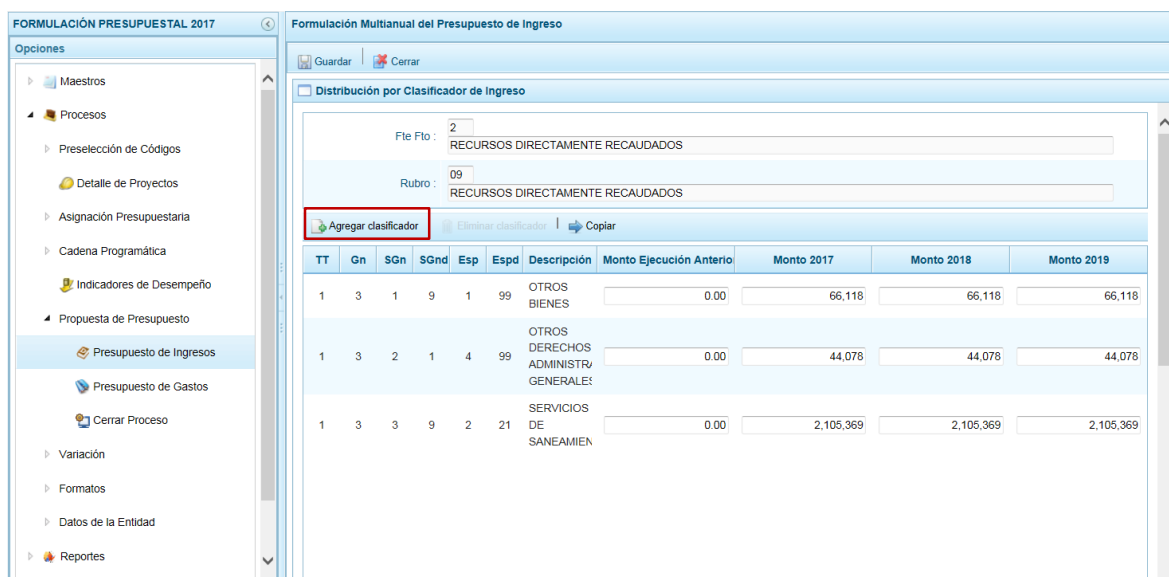 FORMULACIÓN PRESUPUESTAL 2017
Opciones
Maestros
Procesos
Preselección de Códigos
Detalle de Proyectos
Asignación Presupuestaria
Cadena Programática
Indicadores de Desempeño
Propuesta de Presupuesto
Presupuesto de Ingresos
Presupuesto de Gastos
Cerrar Proceso
Variación
Formatos
Datos de la Entidad
Reportes
Formulación Multianual del Presupuesto de Ingreso
Guardar Cerrar
Distribución por Clasificador de Ingreso
Fte Fto : 2
RECURSOS DIRECTAMENTE RECAUDADOS
Rubro : 09
RECURSOS DIRECTAMENTE RECAUDADOS
Agregar clasificador Eliminar clasificador Copiar
TT Gn SGn SGnd Esp Espd Descripción Monto Ejecución Anterio Monto 2017 Monto 2018 Monto 2019
1 3 1 9 1 99 OTROS BIENES 0.00 66,118 66,118 66,118
1 3 2 1 4 99 OTROS DERECHOS ADMINISTRA GENERALES 0.00 44,078 44,078 44,078
1 3 3 9 2 21 SERVICIOS DE SANEAMIEN 0.00 2,105,369 2,105,369 2,105,369